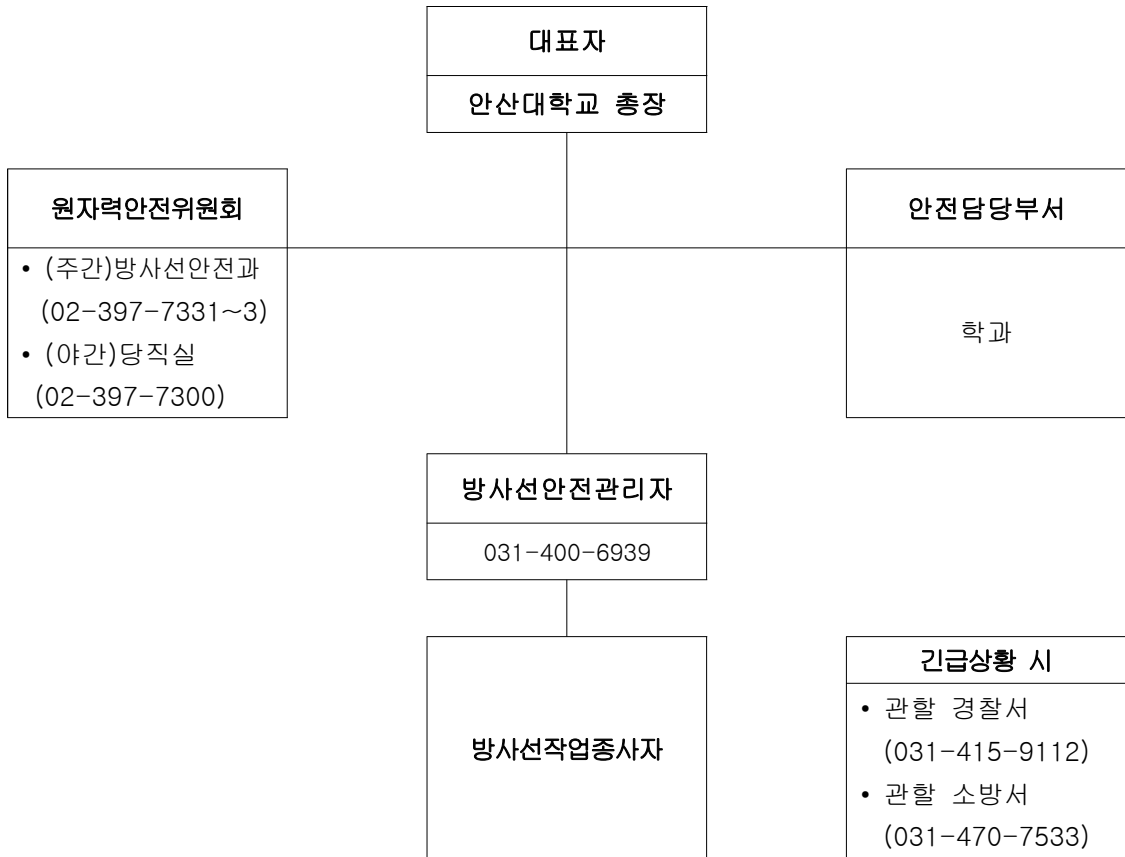 대표자
안산대학교 총장
원자력안전위원회
• (주간)방사선안전과
(02-397-7331~3)
• (야간)당직실
(02-397-7300)
안전담당부서
학과
방사선안전관리자
031-400-6939
방사선작업종사자
긴급상황 시
• 관할 경찰서
(031-415-9112)
• 관할 소방서
(031-470-7533)